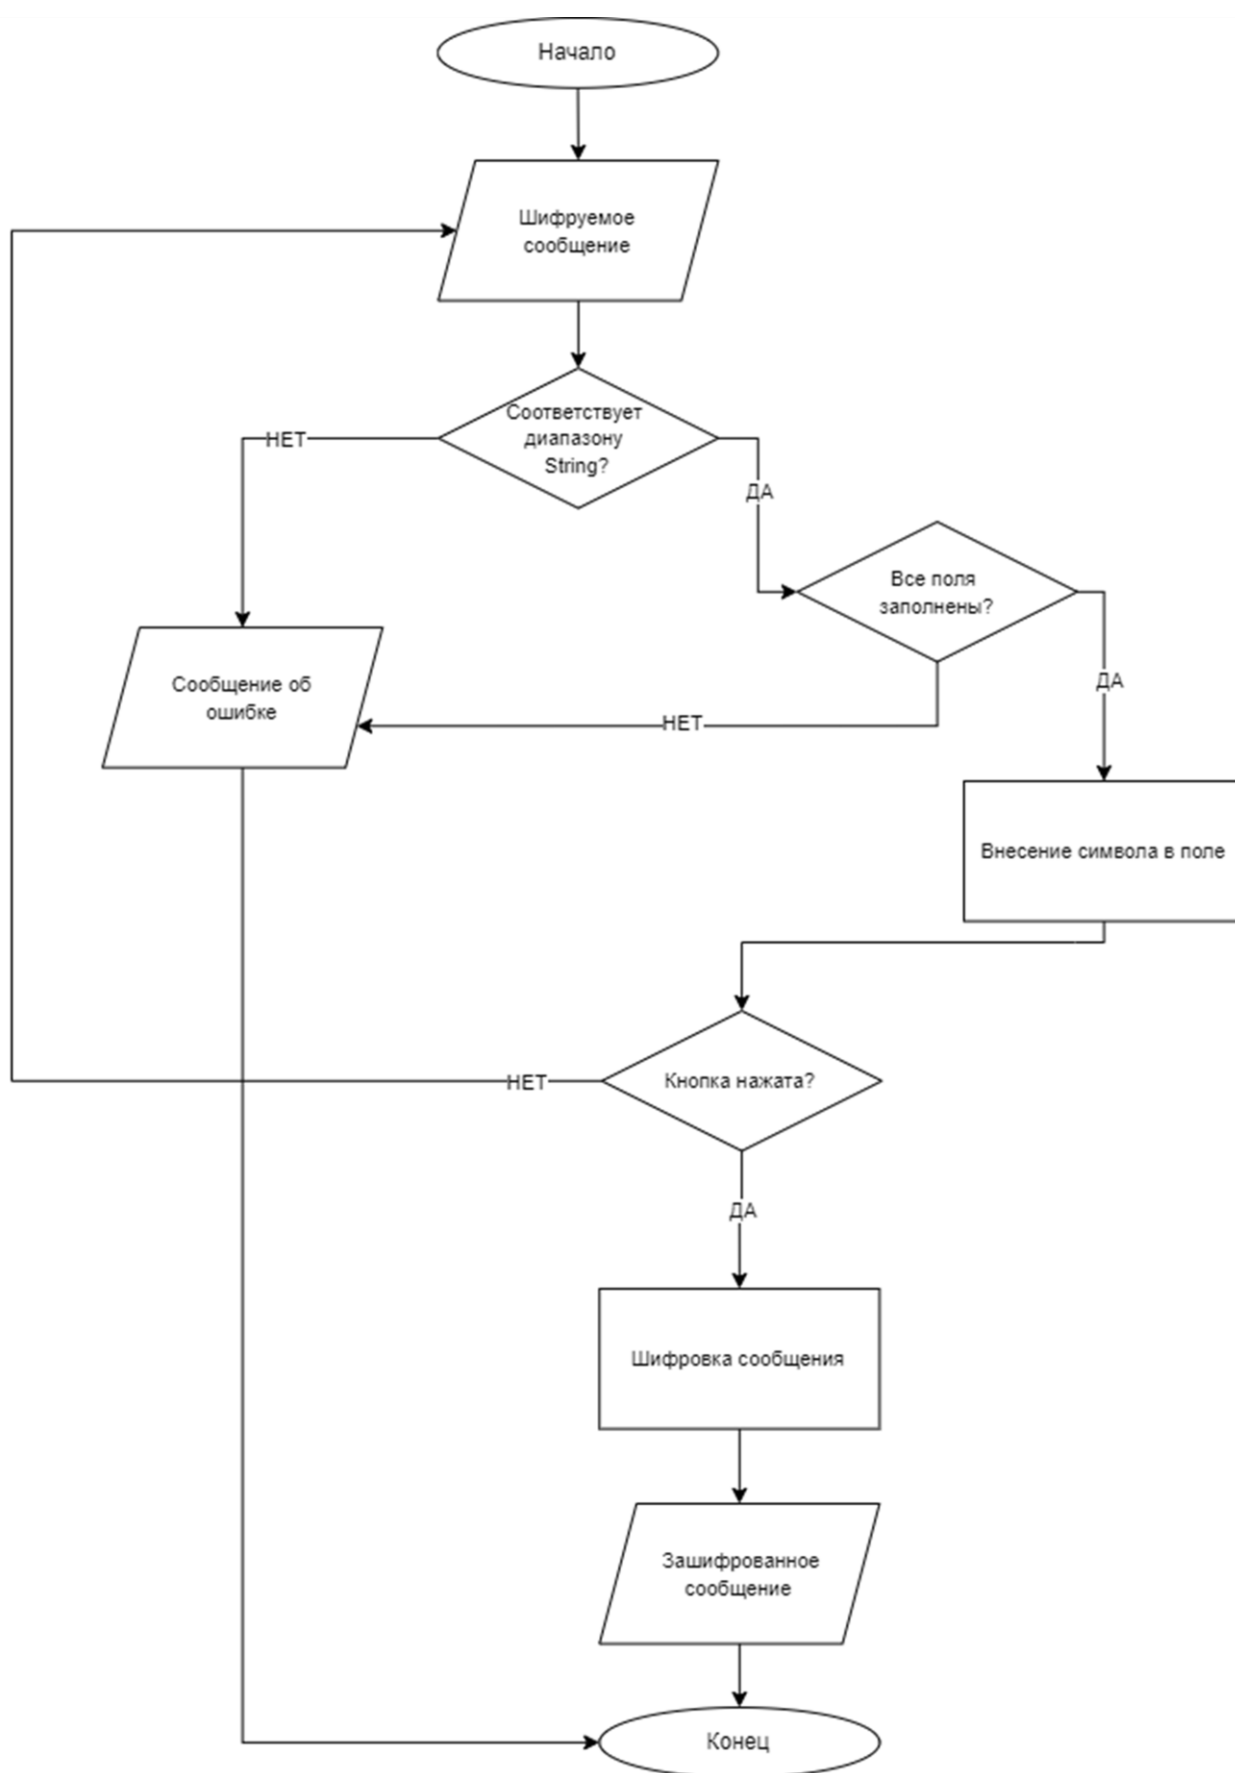 Начало
Шифруемое
сообщение
Соответствует
диапазону
String?
НЕТ
ДА
Все поля
заполнены?
Сообщение об
ошибке
ДА
НЕТ
Внесение символа в поле
Кнопка нажата?
НЕТ
ДА
Шифровка сообщения
Зашифрованное
сообщение
Конец